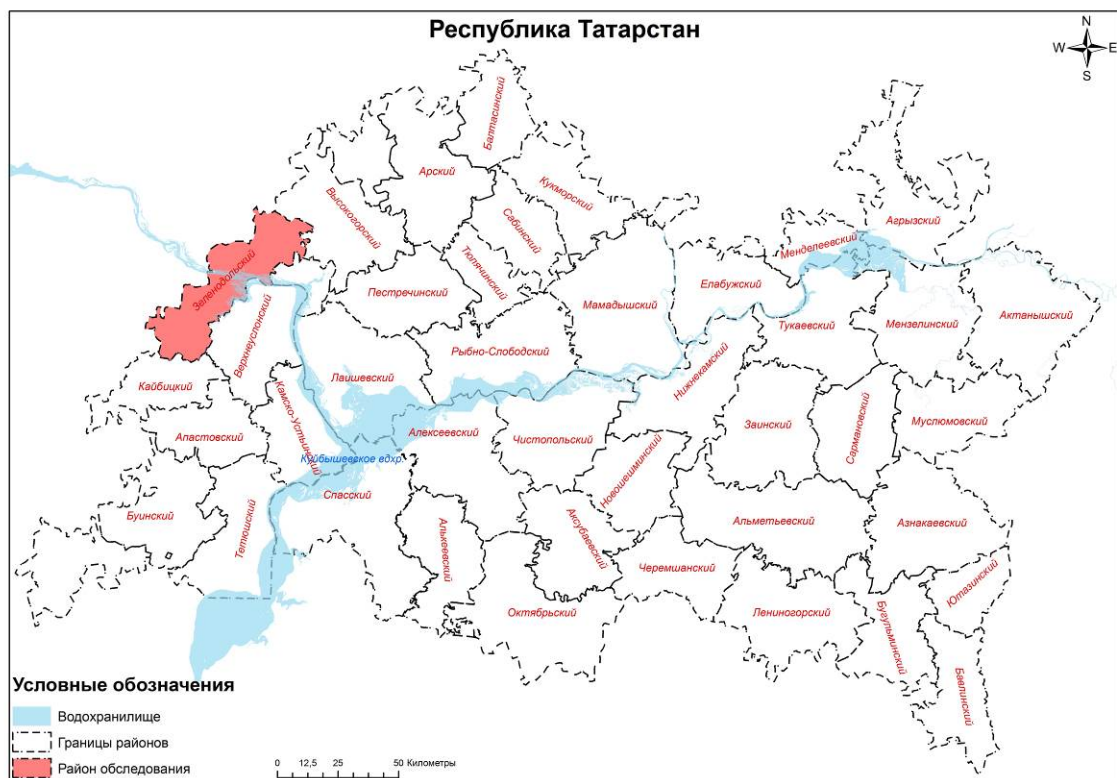 Республика Татарстан
N
W E
S
Балтасинский
Арский
Кукморский
Высокогорский
Сабинский
Агрызский
Менделеевский
Тюлячинский
Зеленодольский
Пестречинский
Мамадышский
Елабужский
Актанышский
Тукаевский
Мензелинский
Верхнеуслонский
Рыбно-Слободский
Лаишевский
Кайбицкий
Нижнекамский
Камско-Устьинский
Апастовский
Алексеевский
Чистопольский
Заинский
Сармановский
Муслюмовский
Куйбышевское вдхр.
Спасский
Новошешминский
Буинский
Тетюшский
Алькеевский
Аксубаевский
Альметьевский
Азнакаевский
Черемшанский
Ютазинский
Октябрьский
Лениногорский
Бугульминский
Бавлинский
Условные обозначения
Водохранилище
Границы районов
Район обследования
0 12,5 25 50 Километры